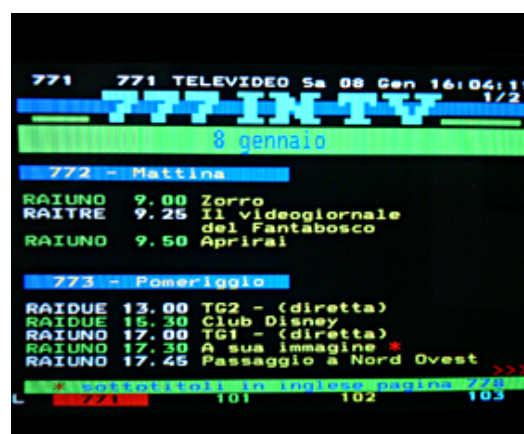 771 771 TELEVIDEO Sa 08 Gen 16:04:1
777 IN TV 1/2
8 gennaio
772 - Mattina
RAIUNO 9.00 Zorro
RAITRE 9.25 Il videogiornale
del Fantabosco
RAIUNO 9.50 Aprirai
773 - Pomeriggio
RAIDUE 13.00 TG2 - (diretta)
RAIDUE 15.30 Club Disney
RAIUNO 17.00 TG1 - (diretta)
RAIUNO 17.30 A sua immagine *
RAIUNO 17.45 Passaggio a Nord Ovest
>>>
* sottotitoli in inglese pagina 778
L 771 101 102 103